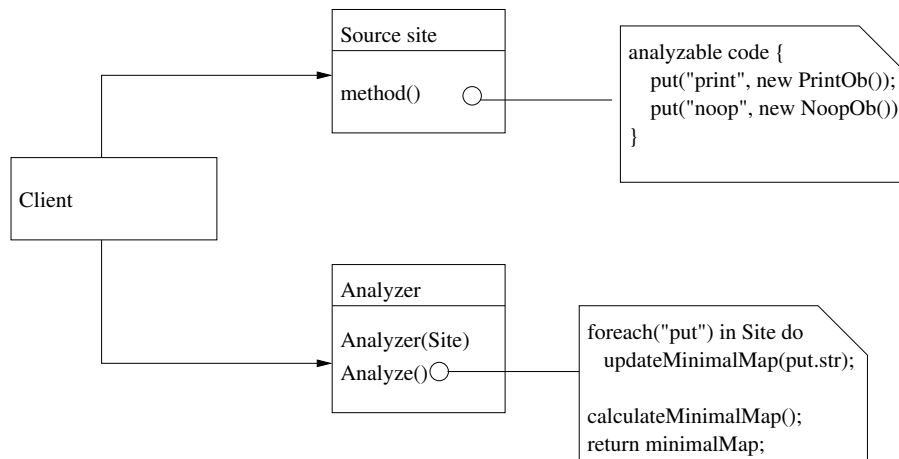 Source site
method()
analyzable code {
put("print", new PrintOb());
put("noop", new NoopOb())
}
Client
Analyzer
Analyzer(Site)
Analyze()
foreach("put") in Site do
updateMinimalMap(put.str);
calculateMinimalMap();
return minimalMap;